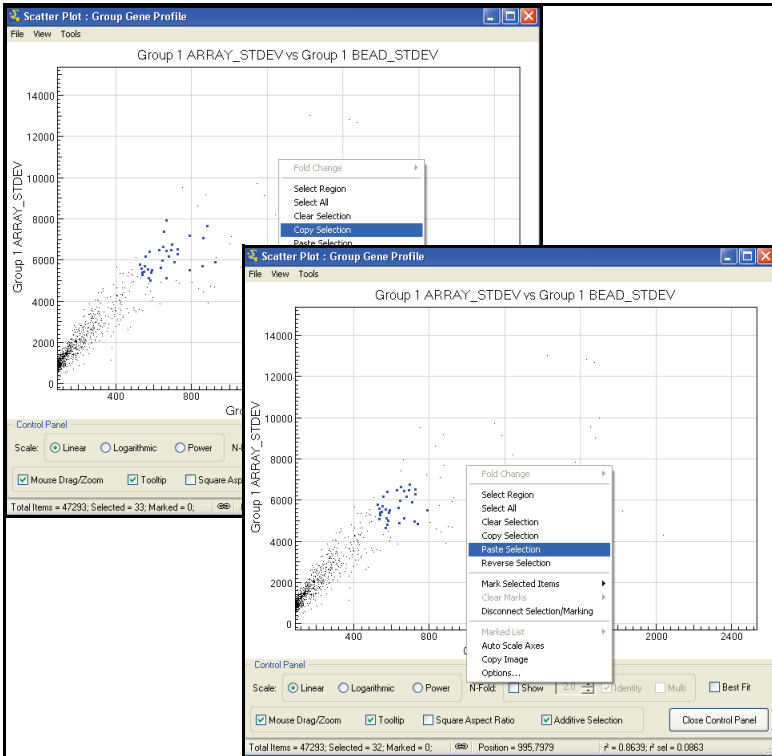 Scatter Plot : Group Gene Profile
File View Tools
Group 1 ARRAY_STDEV vs Group 1 BEAD_STDEV
Group 1 ARRAY_STDEV
14000
12000
10000
8000
6000
4000
2000
0
400
800
Fold Change
Select Region
Select All
Clear Selection
Copy Selection
Paste Selection
Control Panel
Scale: Linear Logarithmic Power
Mouse Drag/Zoom Tooltip
Total Items = 47293; Selected = 33; Marked = 0;
Scatter Plot : Group Gene Profile
File View Tools
Group 1 ARRAY_STDEV vs Group 1 BEAD_STDEV
Group 1 ARRAY_STDEV
14000
12000
10000
8000
6000
4000
2000
0
400
800
2000
2400
Fold Change
Select Region
Select All
Clear Selection
Copy Selection
Paste Selection
Reverse Selection
Mark Selected Items
Clear Marks
Disconnect Selection/Marking
Marked List
Auto Scale Axes
Copy Image
Options...
Control Panel
Scale: Linear Logarithmic Power N-Fold: Show 2.0 Identity Multi Best Fit
Mouse Drag/Zoom Tooltip Square Aspect Ratio Additive Selection Close Control Panel
Total Items = 47293; Selected = 32; Marked = 0; Position = 995,7979 r² = 0.8639; r² sel = 0.0863